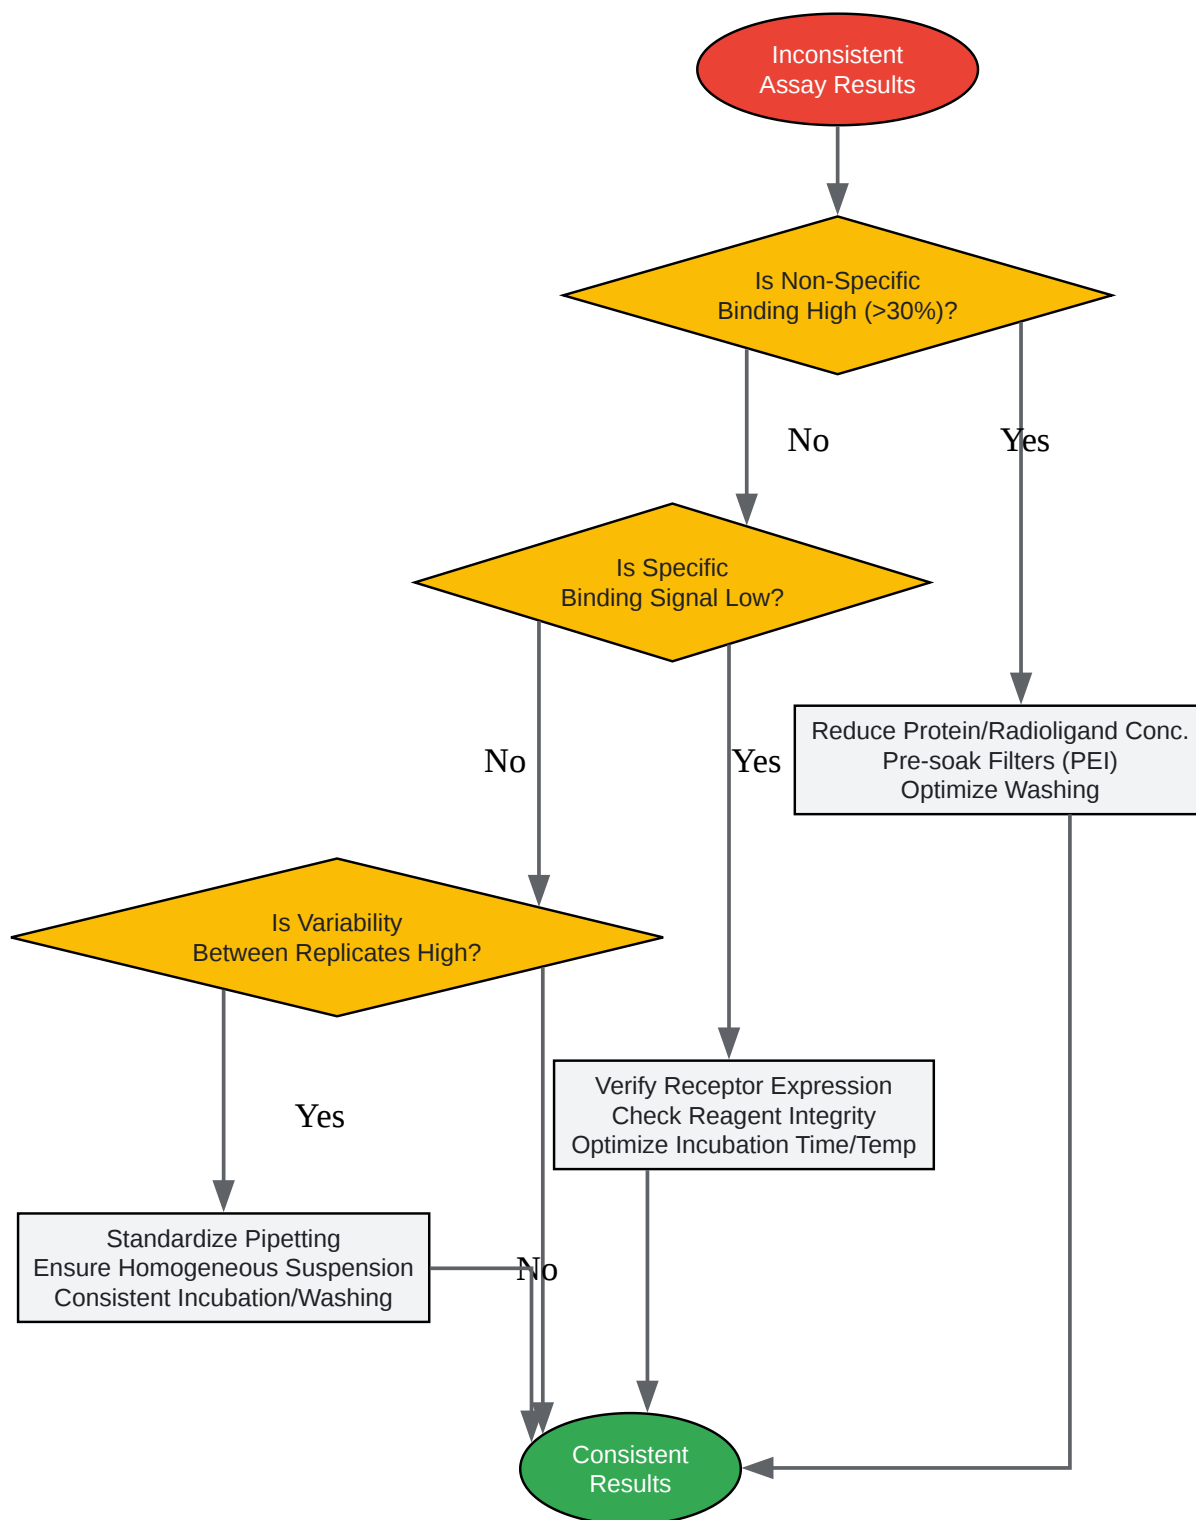 Inconsistent
Assay Results
Is Non-Specific
Binding High (>30%)?
No
Yes
Is Specific
Binding Signal Low?
Reduce Protein/Radioligand Conc.
Pre-soak Filters (PEI)
Optimize Washing
No
Yes
Is Variability
Between Replicates High?
Verify Receptor Expression
Check Reagent Integrity
Optimize Incubation Time/Temp
Yes
Standardize Pipetting
Ensure Homogeneous Suspension
Consistent Incubation/Washing
No
Consistent
Results